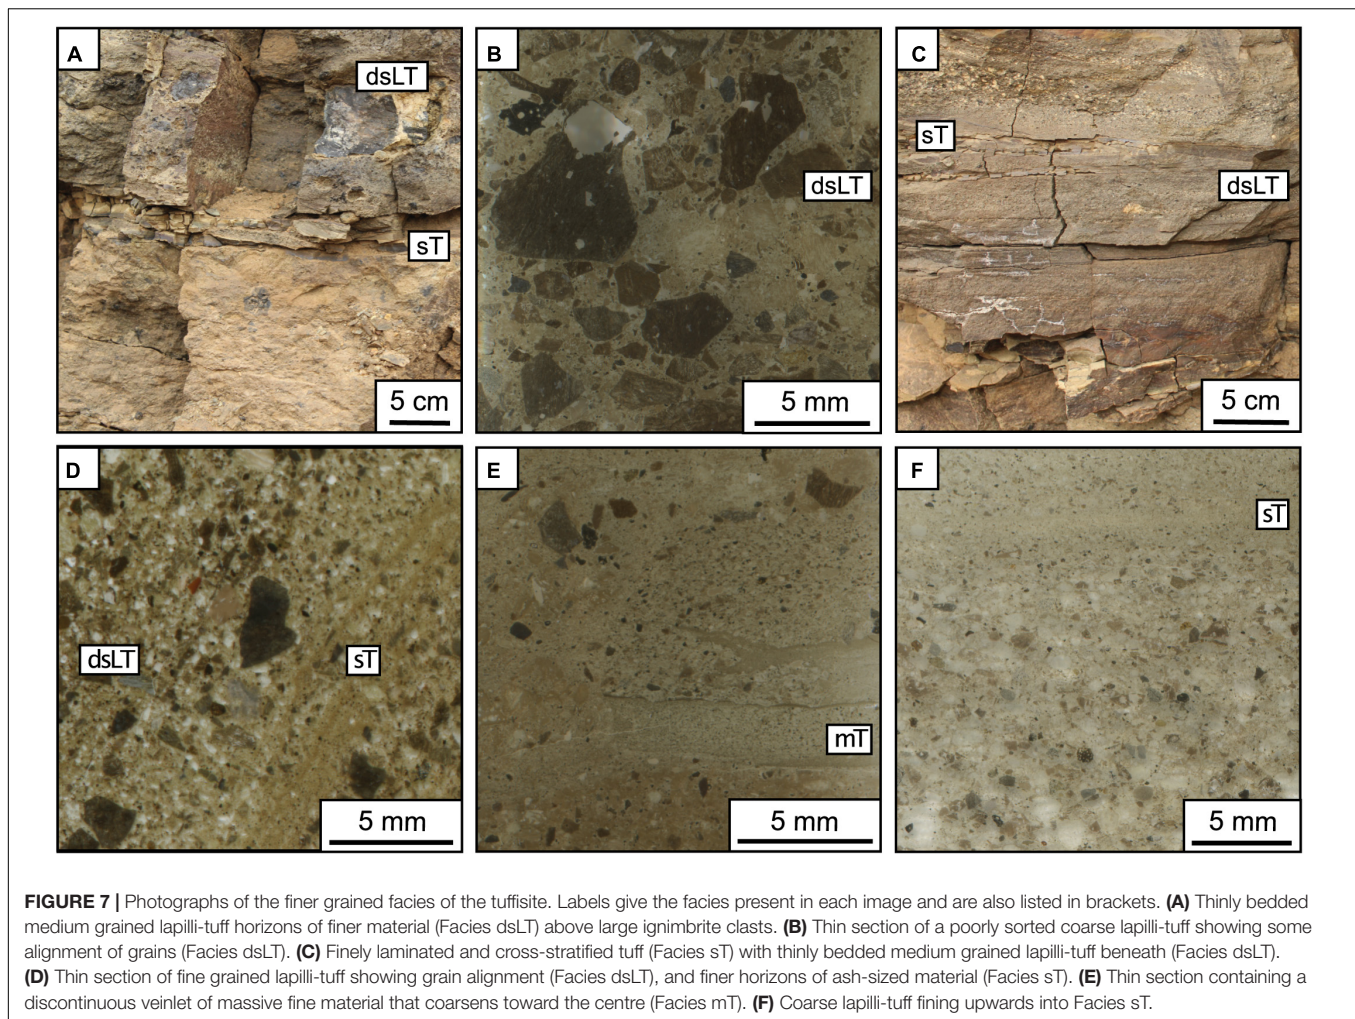 A
dsLT
sT
5 cm
B
dsLT
5 mm
C
sT
dsLT
5 cm
D
dsLT
sT
5 mm
E
mT
5 mm
F
sT
5 mm
FIGURE 7 | Photographs of the finer grained facies of the tuffisite. Labels give the facies present in each image and are also listed in brackets. (A) Thinly bedded
medium grained lapilli-tuff horizons of finer material (Facies dsLT) above large ignimbrite clasts. (B) Thin section of a poorly sorted coarse lapilli-tuff showing some
alignment of grains (Facies dsLT). (C) Finely laminated and cross-stratified tuff (Facies sT) with thinly bedded medium grained lapilli-tuff beneath (Facies dsLT).
(D) Thin section of fine grained lapilli-tuff showing grain alignment (Facies dsLT), and finer horizons of ash-sized material (Facies sT). (E) Thin section containing a
discontinuous veinlet of massive fine material that coarsens toward the centre (Facies mT). (F) Coarse lapilli-tuff fining upwards into Facies sT.